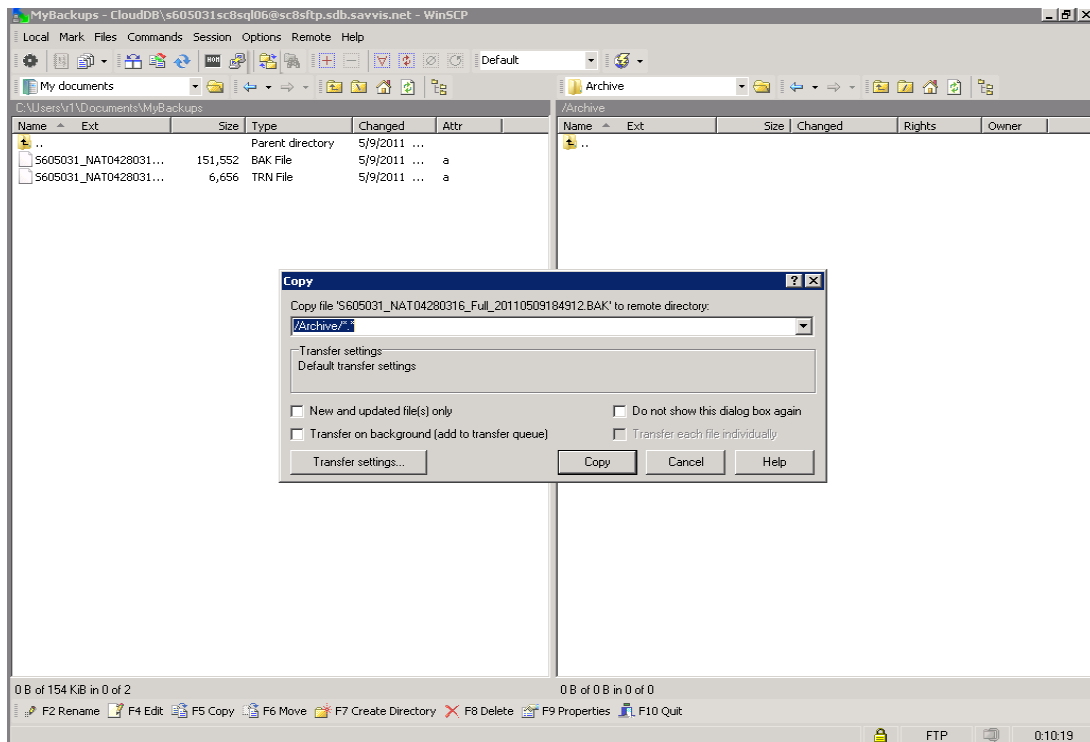 MyBackups - CloudDB\s605031sc8sql06@sc8sftp.sdb.savvis.net - WinSCP
Local Mark Files Commands Session Options Remote Help
Default
My documents
Archive
C:\Users\r1\Documents\MyBackups
/Archive
Name Ext Size Type Changed Attr
Name Ext Size Changed Rights Owner
.. Parent directory 5/9/2011 ...
..
S605031_NAT0428031... 151,552 BAK File 5/9/2011 ... a
S605031_NAT0428031... 6,656 TRN File 5/9/2011 ... a
Copy
Copy file 'S605031_NAT04280316_Full_20110509184912.BAK' to remote directory:
/Archive/*.*
Transfer settings
Default transfer settings
New and updated file(s) only
Do not show this dialog box again
Transfer on background (add to transfer queue)
Transfer each file individually
Transfer settings...
Copy
Cancel
Help
0 B of 154 KiB in 0 of 2
0 B of 0 B in 0 of 0
F2 Rename F4 Edit F5 Copy F6 Move F7 Create Directory F8 Delete F9 Properties F10 Quit
FTP
0:10:19